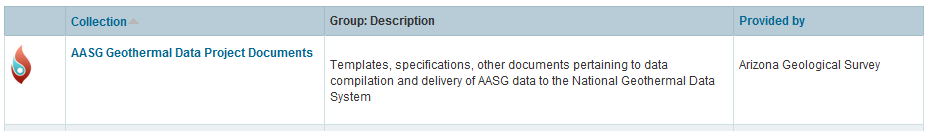 Collection
Group: Description
Provided by
AASG Geothermal Data Project Documents
Templates, specifications, other documents pertaining to data
compilation and delivery of AASG data to the National Geothermal Data
System
Arizona Geological Survey